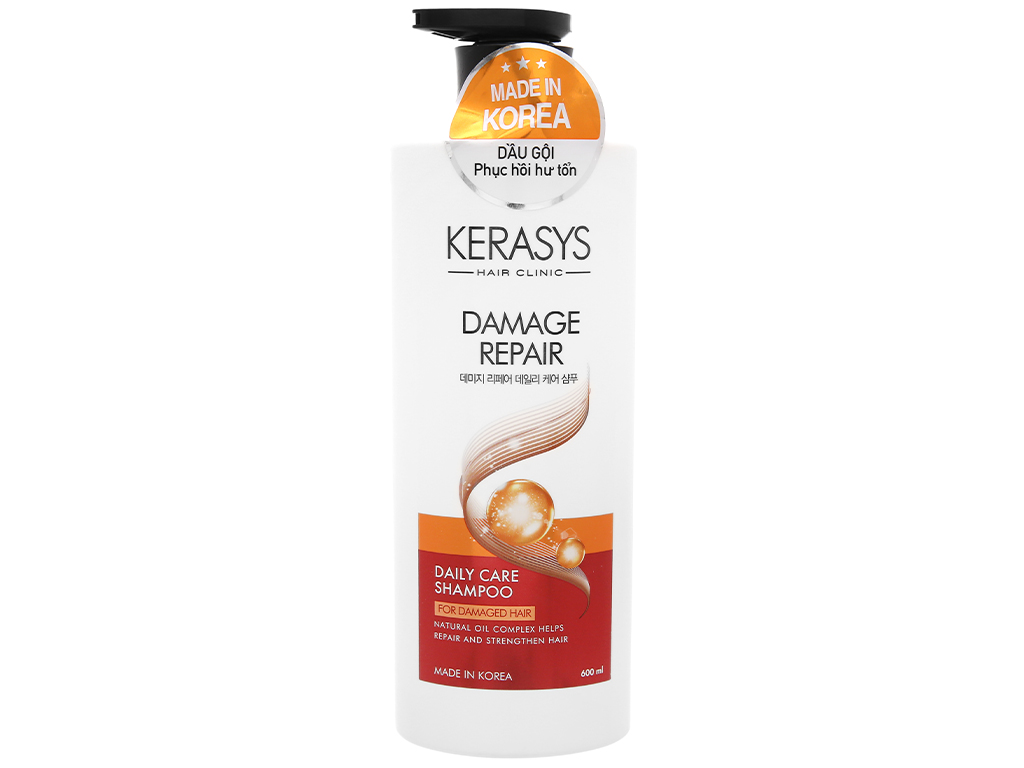 MADE IN
KOREA
DẦU GỘI
Phục hồi hư tổn
KERASYS
HAIR CLINIC
DAMAGE
REPAIR
데미지 리페어 데일리 케어 샴푸
DAILY CARE
SHAMPOO
FOR DAMAGED HAIR
NATURAL OIL COMPLEX HELPS
REPAIR AND STRENGTHEN HAIR
MADE IN KOREA
600 ml